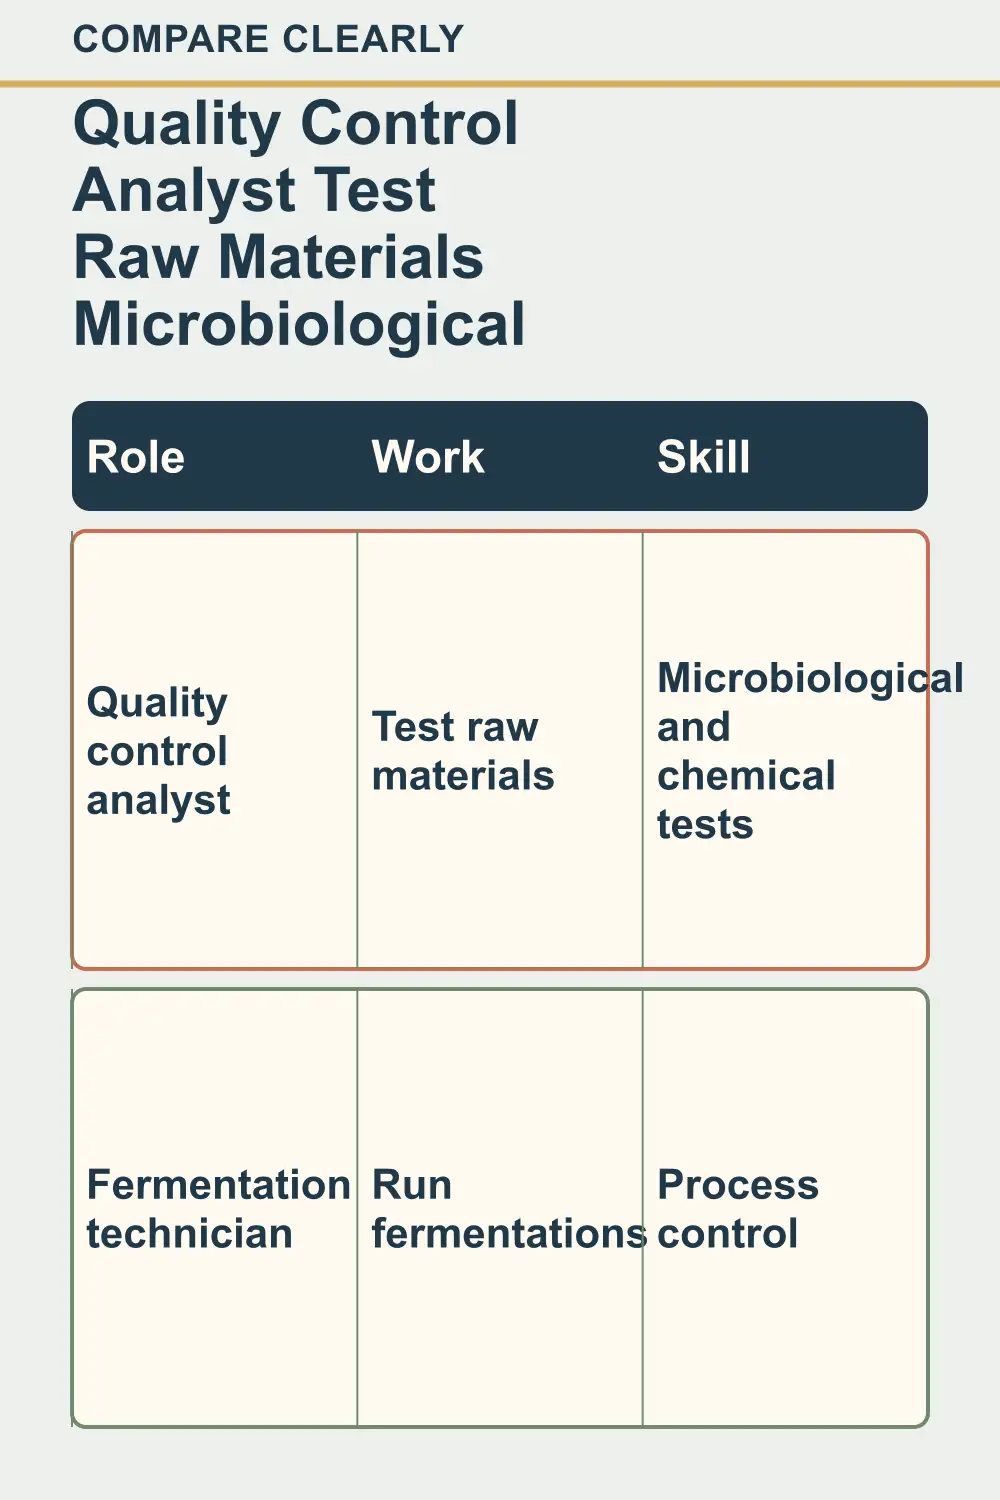 COMPARE CLEARLY
Quality Control
Analyst Test
Raw Materials
Microbiological
Role Work Skill
Quality
control
analyst
Test raw
materials
Microbiological
and
chemical
tests
Fermentation
technician
Run
fermentations
Process
control